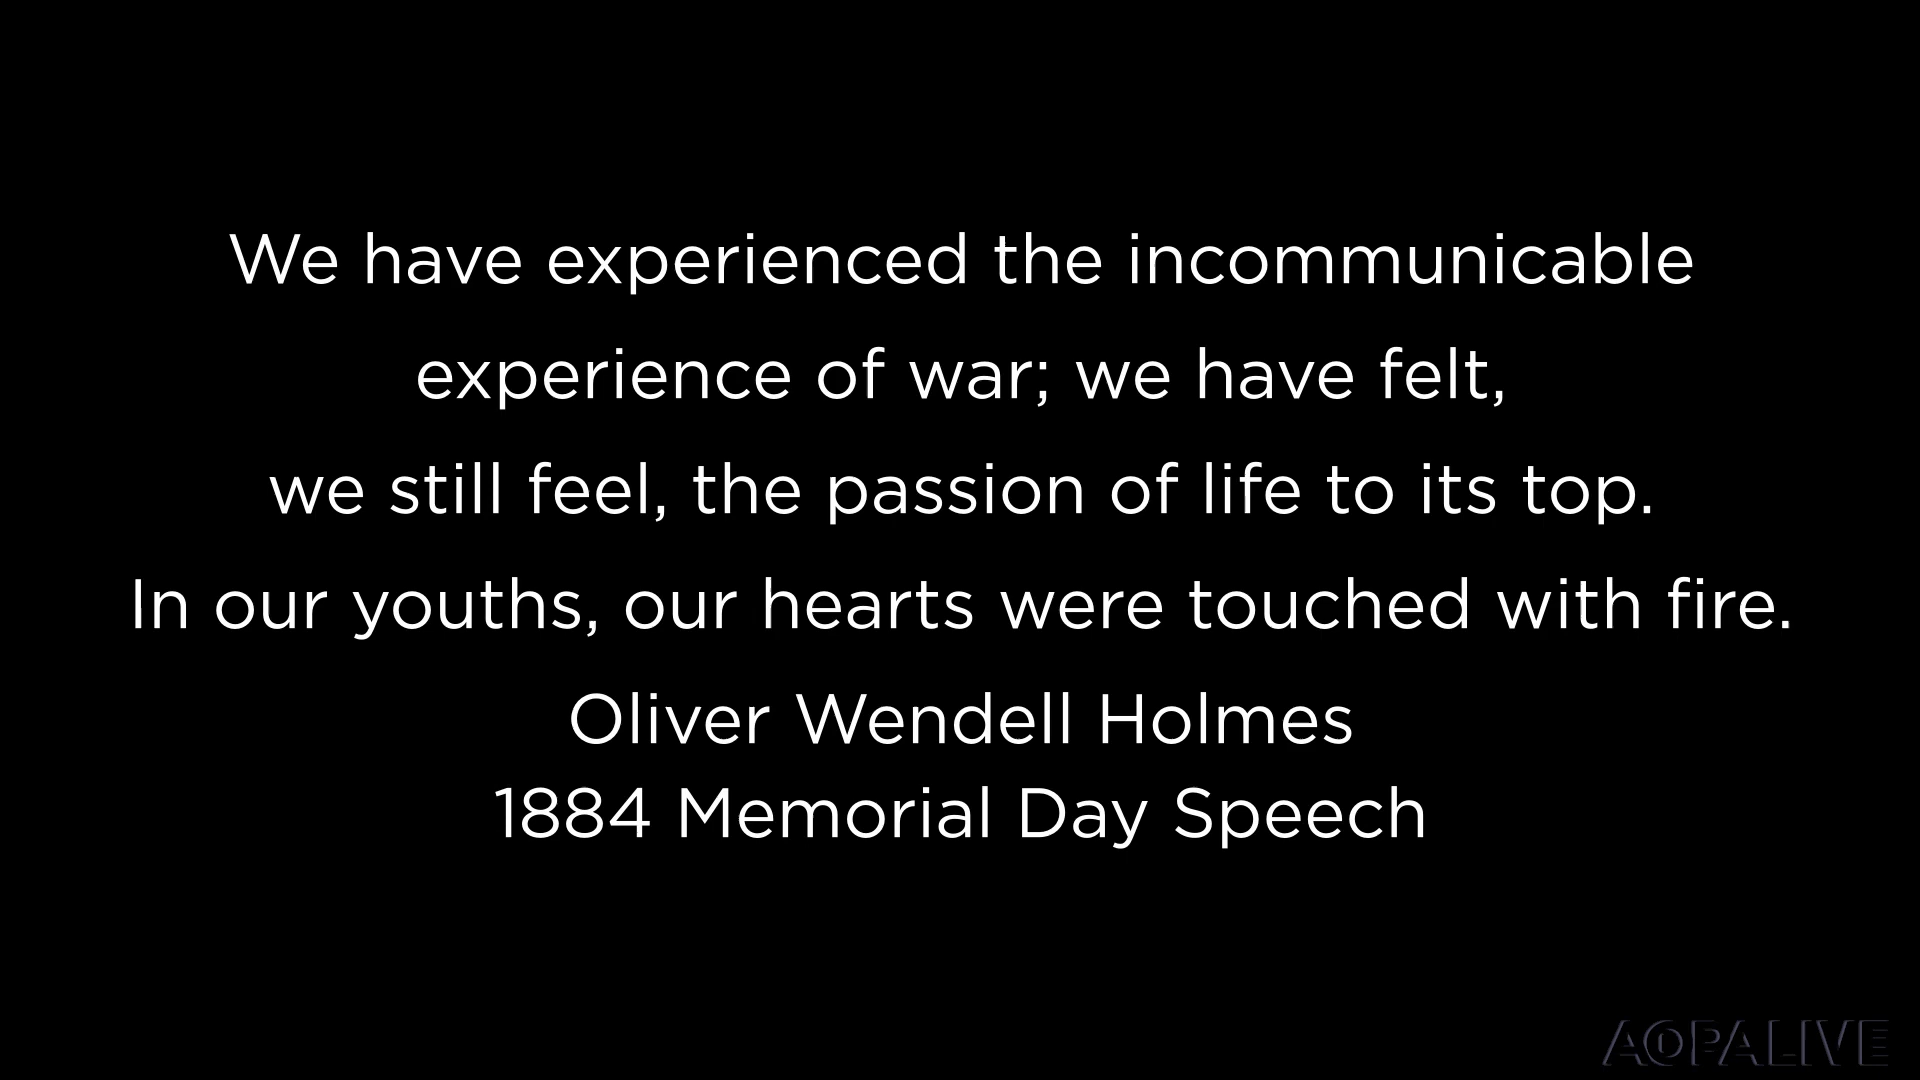 We have experienced the incommunicable
experience of war; we have felt,
we still feel, the passion of life to its top.
In our youths, our hearts were touched with fire.
Oliver Wendell Holmes
1884 Memorial Day Speech
AOPALIVE